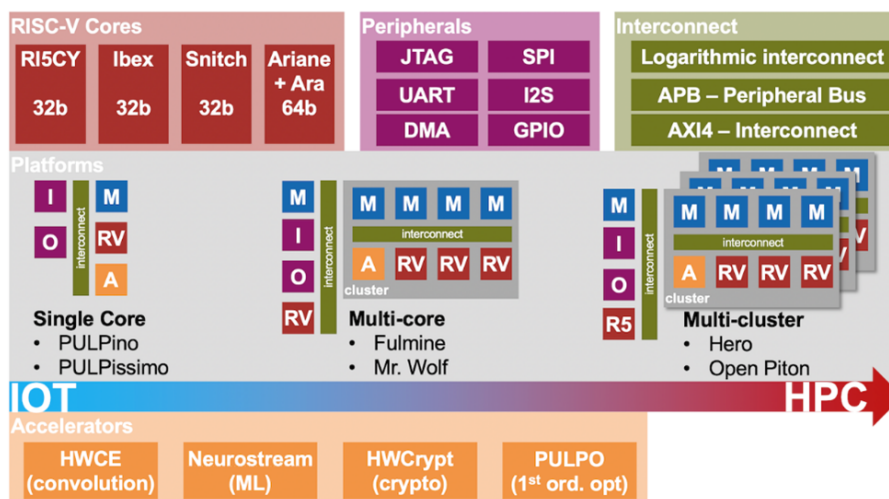 RISC-V Cores
RI5CY
32b
Ibex
32b
Snitch
32b
Ariane
+ Ara
64b
Peripherals
JTAG
SPI
UART
I2S
DMA
GPIO
Interconnect
Logarithmic interconnect
APB – Peripheral Bus
AXI4 – Interconnect
Platforms
I
O
interconnect
M
RV
A
Single Core
• PULPino
• PULPissimo
M
I
O
RV
interconnect
M M M M
interconnect
A RV RV RV
cluster
Multi-core
• Fulmine
• Mr. Wolf
M
I
O
R5
interconnect
M M M M
interconnect
A RV RV RV
cluster
Multi-cluster
• Hero
• Open Piton
IOT
HPC
Accelerators
HWCE
(convolution)
Neurostream
(ML)
HWCrypt
(crypto)
PULPO
(1st ord. opt)